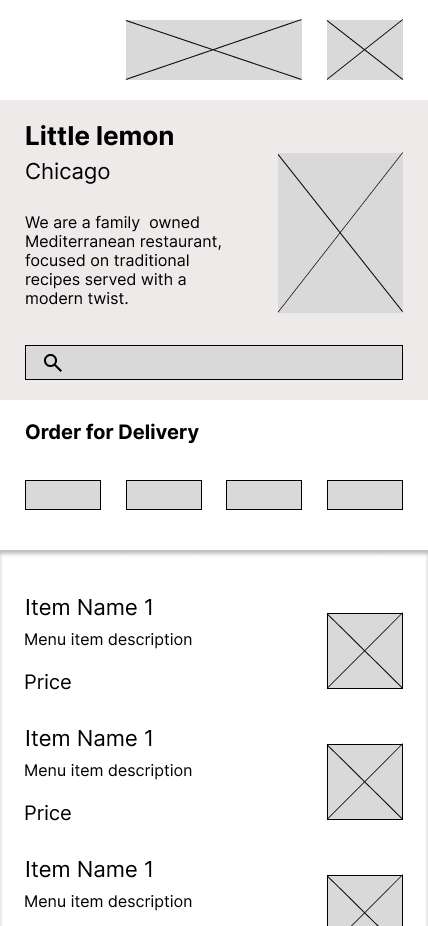 Little lemon
Chicago
We are a family  owned
Mediterranean restaurant,
focused on traditional
recipes served with a
modern twist.
Order for Delivery
Item Name 1
Menu item description
Price
Item Name 1
Menu item description
Price
Item Name 1
Menu item description